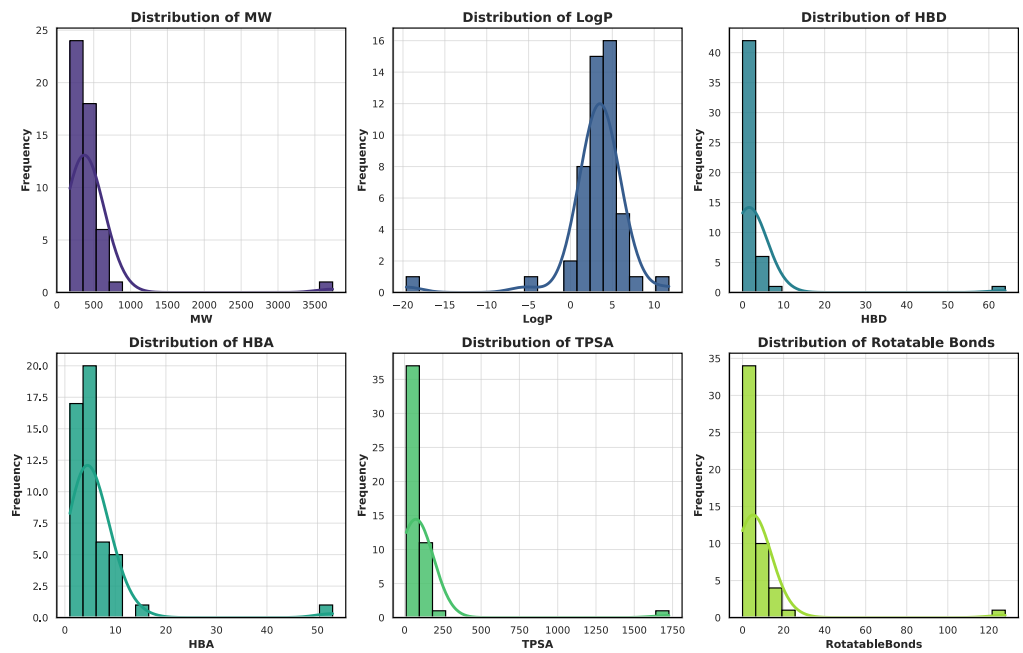 Distribution of MW
Distribution of LogP
Distribution of HBD
25
20
15
10
5
0
Frequency
0 500 1000 1500 2000 2500 3000 3500
MW
16
14
12
10
8
6
4
2
0
Frequency
−20 −15 −10 −5 0 5 10
LogP
40
35
30
25
20
15
10
5
0
Frequency
0 10 20 30 40 50 60
HBD
Distribution of HBA
Distribution of TPSA
Distribution of Rotatable Bonds
20.0
17.5
15.0
12.5
10.0
7.5
5.0
2.5
0.0
Frequency
0 10 20 30 40 50
HBA
35
30
25
20
15
10
5
0
Frequency
0 250 500 750 1000 1250 1500 1750
TPSA
35
30
25
20
15
10
5
0
Frequency
0 20 40 60 80 100 120
RotatableBonds